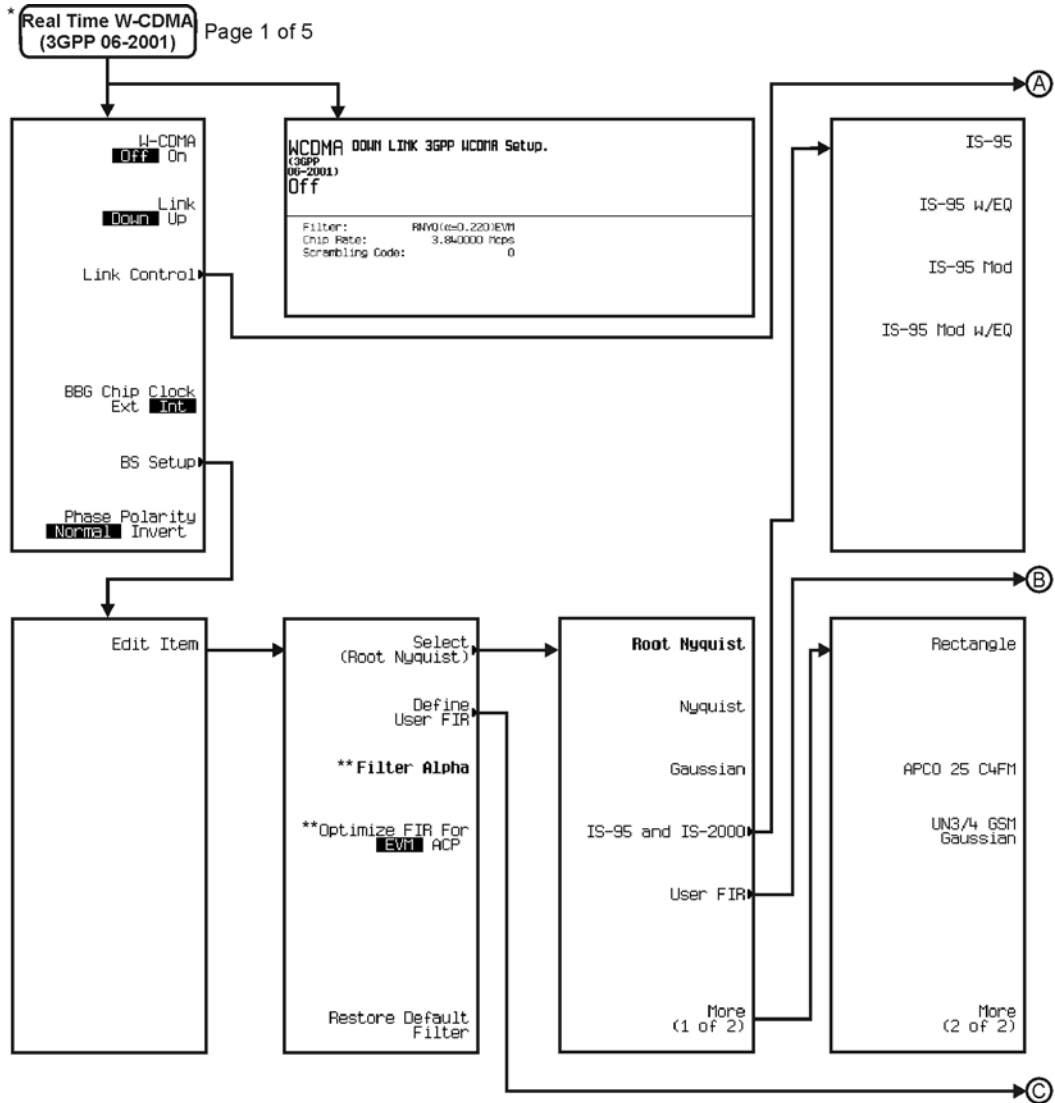 *
Real Time W-CDMA
(3GPP 06-2001)
Page 1 of 5
A
W-CDMA
Off On
Link
Down Up
Link Control
BBG Chip Clock
Ext Int
BS Setup
Phase Polarity
Normal Invert
WCDMA DOWN LINK 3GPP WCDMA Setup.
(3GPP
06-2001)
Off
Filter: RNYQ(α=0.220)EVM
Chip Rate: 3.840000 Mcps
Scrambling Code: 0
IS-95
IS-95 w/EQ
IS-95 Mod
IS-95 Mod w/EQ
B
Edit Item
Select
(Root Nyquist)
Define
User FIR
**Filter Alpha
**Optimize FIR For
EVM ACP
Restore Default
Filter
Root Nyquist
Nyquist
Gaussian
IS-95 and IS-2000
User FIR
More
(1 of 2)
Rectangle
APCO 25 C4FM
UN3/4 GSM
Gaussian
More
(2 of 2)
C